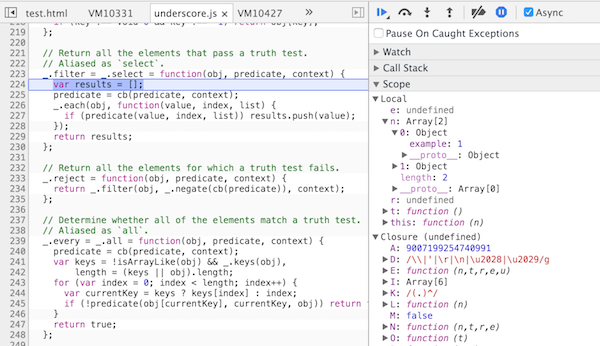 test.html VM10331 underscore.js × VM10427 »
219 };
220
221 // Return all the elements that pass a truth test.
222 // Aliased as `select`.
223 _.filter = _.select = function(obj, predicate, context) {
224 var results = [];
225 predicate = cb(predicate, context);
226 _.each(obj, function(value, index, list) {
227 if (predicate(value, index, list)) results.push(value);
228 });
229 return results;
230 };
231
232 // Return all the elements for which a truth test fails.
233 _.reject = function(obj, predicate, context) {
234 return _.filter(obj, _.negate(cb(predicate)), context);
235 };
236
237 // Determine whether all of the elements match a truth test.
238 // Aliased as `all`.
239 _.every = _.all = function(obj, predicate, context) {
240 predicate = cb(predicate, context);
241 var keys = !isArrayLike(obj) && _.keys(obj),
242 length = (keys || obj).length;
243 for (var index = 0; index < length; index++) {
244 var currentKey = keys ? keys[index] : index;
245 if (!predicate(obj[currentKey], currentKey, obj)) return
246 }
247 return true;
248 };
Async
Pause On Caught Exceptions
Watch
Call Stack
Scope
Local
e: undefined
n: Array[2]
0: Object
example: 1
__proto__: Object
1: Object
length: 2
__proto__: Array[0]
r: undefined
t: function ()
this: function (n)
Closure (undefined)
A: 9007199254740991
D: /\\|'|\r|\n|\u2028|\u2029/g
E: function (n,t,r,e,u)
I: Array[6]
K: /(.)^/
L: function (n)
M: false
N: function (n,t,r,e)
O: function (t)